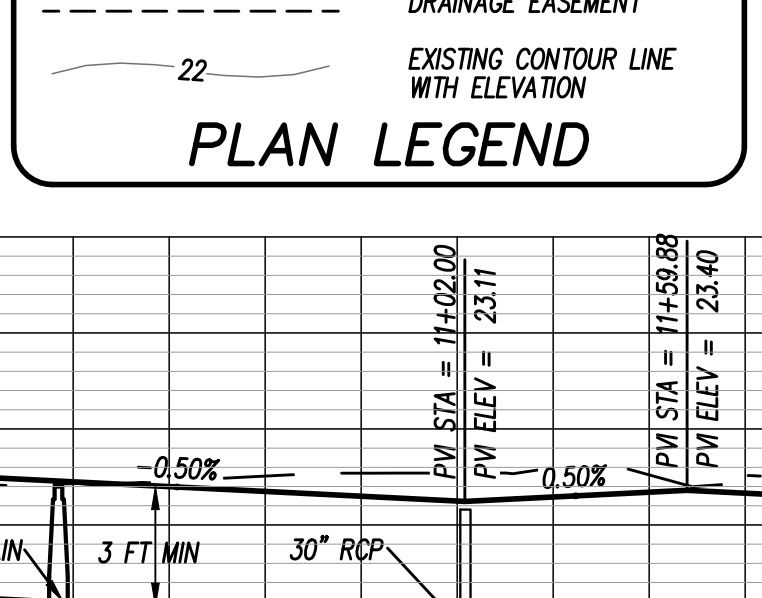 DRAINAGE EASEMENT
22
EXISTING CONTOUR LINE
WITH ELEVATION
PLAN LEGEND
PVI STA = 11+02.00
PVI ELEV = 23.11
PVI STA = 11+59.88
PVI ELEV = 23.40
-0.50%
0.50%
IN
3 FT MIN
30" RCP